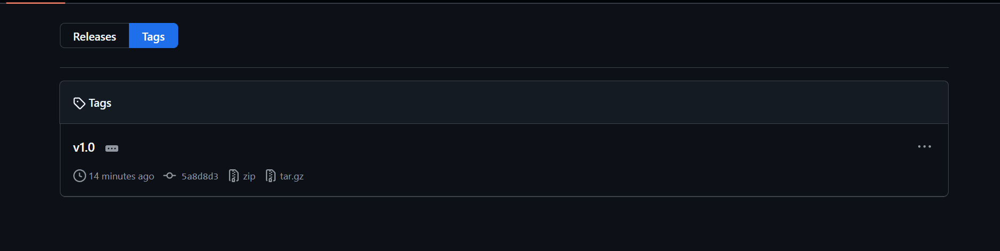 Releases Tags
Tags
v1.0
14 minutes ago 5a8d8d3 zip tar.gz